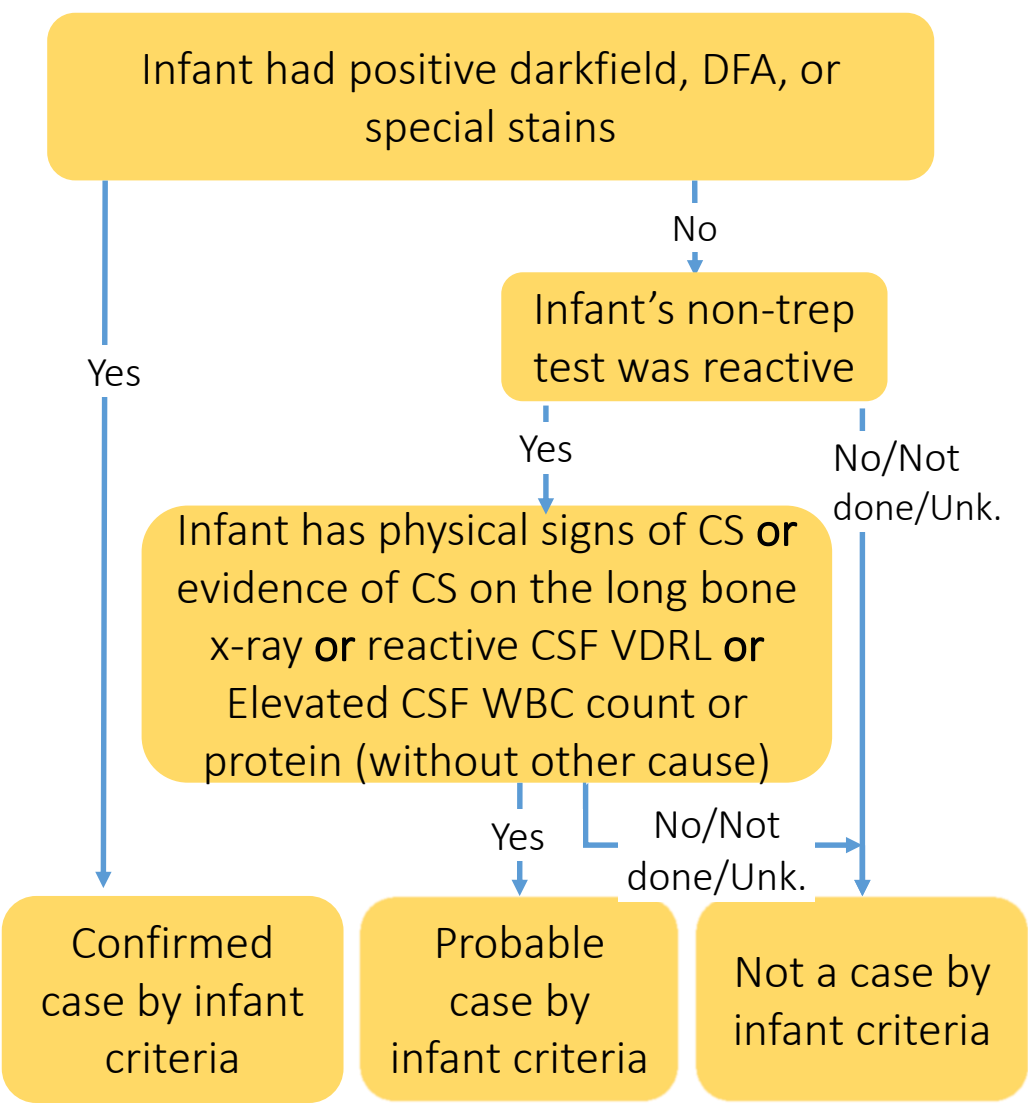 Infant had positive darkfield, DFA, or
special stains
No
Infant’s non-trep
test was reactive
Yes
Yes
No/Not
done/Unk.
Infant has physical signs of CS or
evidence of CS on the long bone
x-ray or reactive CSF VDRL or
Elevated CSF WBC count or
protein (without other cause)
Yes
No/Not
done/Unk.
Confirmed
case by infant
criteria
Probable
case by
infant criteria
Not a case by
infant criteria